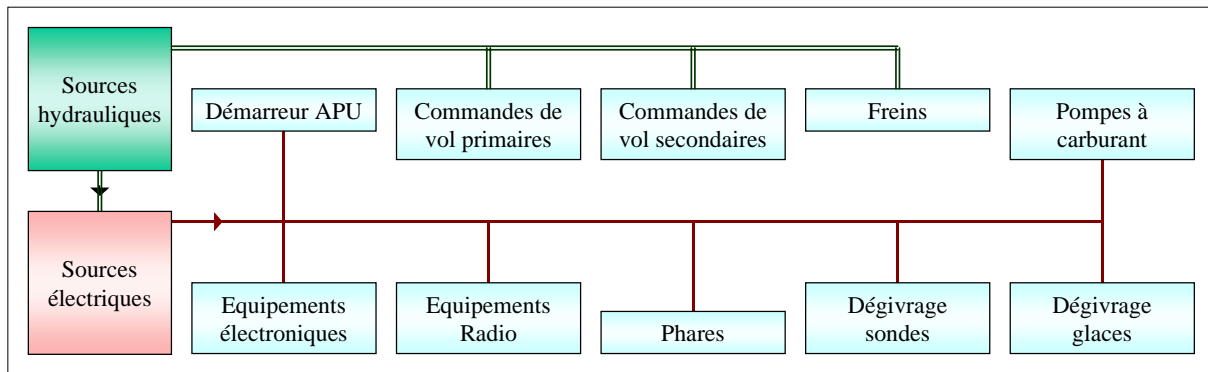 Sources
hydrauliques
Démarreur APU
Commandes de
vol primaires
Commandes de
vol secondaires
Freins
Pompes à
carburant
Sources
électriques
Equipements
électroniques
Equipements
Radio
Phares
Dégivrage
sondes
Dégivrage
glaces